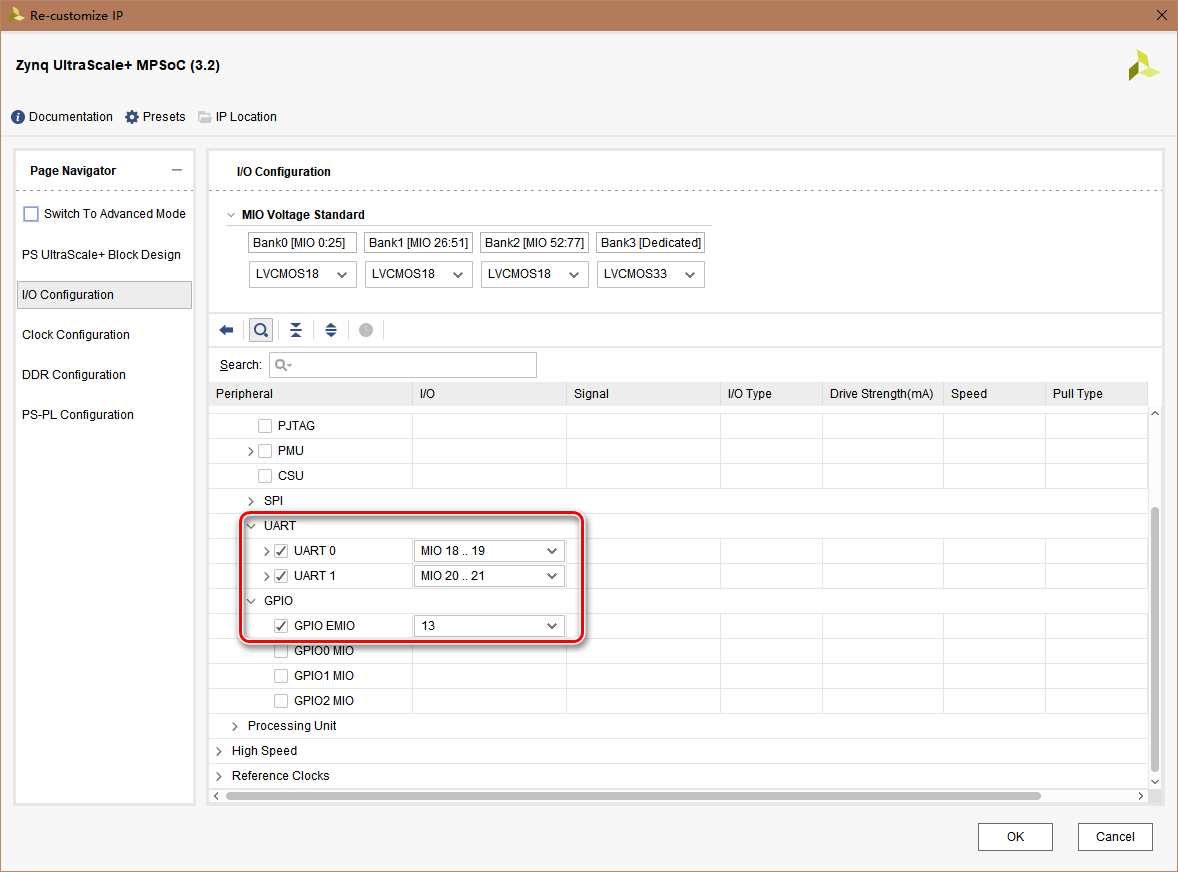 Re-customize IP
Zynq UltraScale+ MPSoC (3.2)
Documentation Presets IP Location
Page Navigator
Switch To Advanced Mode
PS UltraScale+ Block Design
I/O Configuration
Clock Configuration
DDR Configuration
PS-PL Configuration
I/O Configuration
MIO Voltage Standard
Bank0 [MIO 0:25] Bank1 [MIO 26:51] Bank2 [MIO 52:77] Bank3 [Dedicated]
LVCMOS18 LVCMOS18 LVCMOS18 LVCMOS33
Search:
Peripheral I/O Signal I/O Type Drive Strength(mA) Speed Pull Type
PJTAG
PMU
CSU
SPI
UART
UART 0 MIO 18 .. 19
UART 1 MIO 20 .. 21
GPIO
GPIO EMIO 13
GPIO0 MIO
GPIO1 MIO
GPIO2 MIO
Processing Unit
High Speed
Reference Clocks
OK Cancel